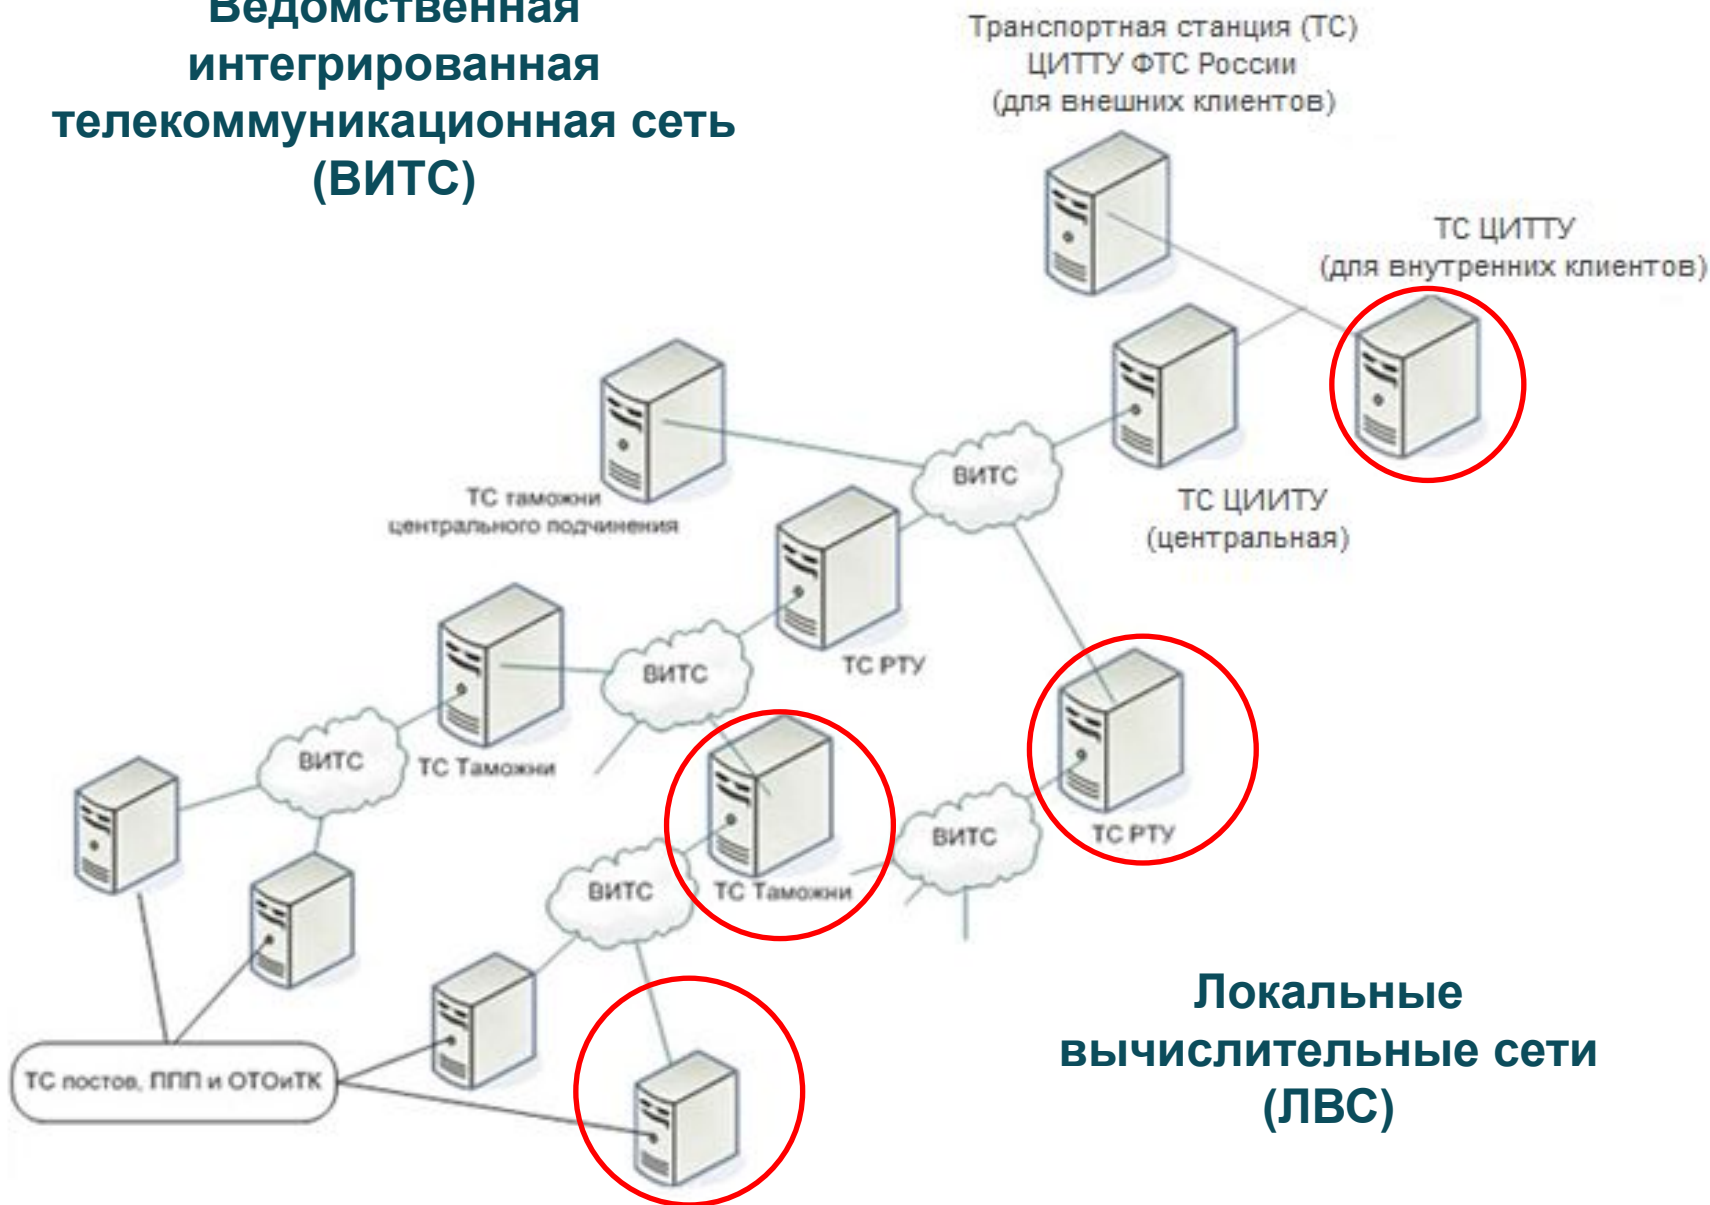 Ведомственная
интегрированная
телекоммуникационная сеть
(ВИТС)
Транспортная станция (ТС)
ЦИТТУ ФТС России
(для внешних клиентов)
ТС ЦИТТУ
(для внутренних клиентов)
ВИТС
ТС таможни
центрального подчинения
ТС ЦИИТУ
(центральная)
ВИТС
ТС РТУ
ВИТС
ТС Таможни
ВИТС
ТС РТУ
ВИТС
ТС Таможни
ТС постов, ППП и ОТОиТК
Локальные
вычислительные сети
(ЛВС)